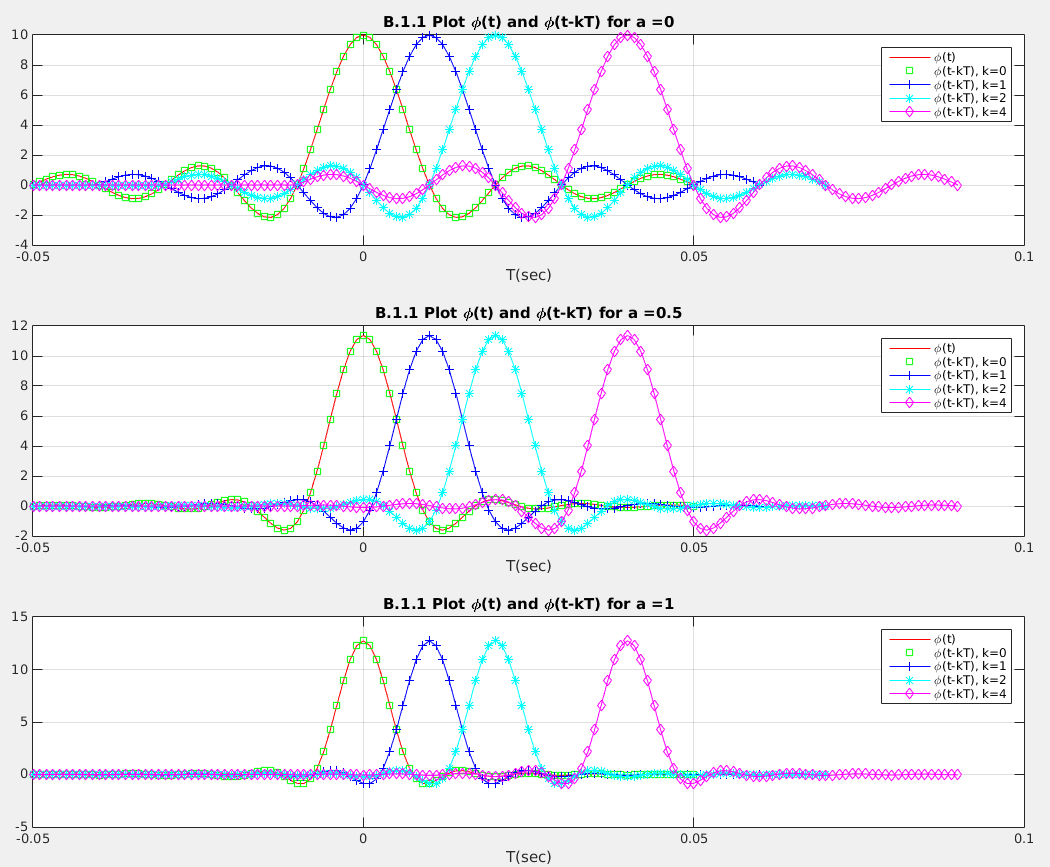 B.1.1 Plot ϕ(t) and ϕ(t-kT) for a =0
10
8
6
4
2
0
-2
-4
-0.05 0 0.05 0.1
T(sec)
ϕ(t)
ϕ(t-kT), k=0
ϕ(t-kT), k=1
ϕ(t-kT), k=2
ϕ(t-kT), k=4
B.1.1 Plot ϕ(t) and ϕ(t-kT) for a =0.5
12
10
8
6
4
2
0
-2
-0.05 0 0.05 0.1
T(sec)
ϕ(t)
ϕ(t-kT), k=0
ϕ(t-kT), k=1
ϕ(t-kT), k=2
ϕ(t-kT), k=4
B.1.1 Plot ϕ(t) and ϕ(t-kT) for a =1
15
10
5
0
-5
-0.05 0 0.05 0.1
T(sec)
ϕ(t)
ϕ(t-kT), k=0
ϕ(t-kT), k=1
ϕ(t-kT), k=2
ϕ(t-kT), k=4